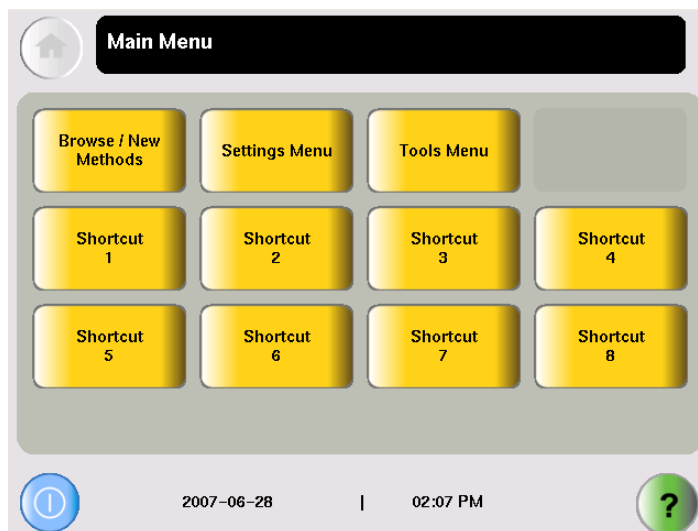 Main Menu
Browse / New
Methods
Settings Menu
Tools Menu
Shortcut
1
Shortcut
2
Shortcut
3
Shortcut
4
Shortcut
5
Shortcut
6
Shortcut
7
Shortcut
8
2007-06-28 | 02:07 PM
?